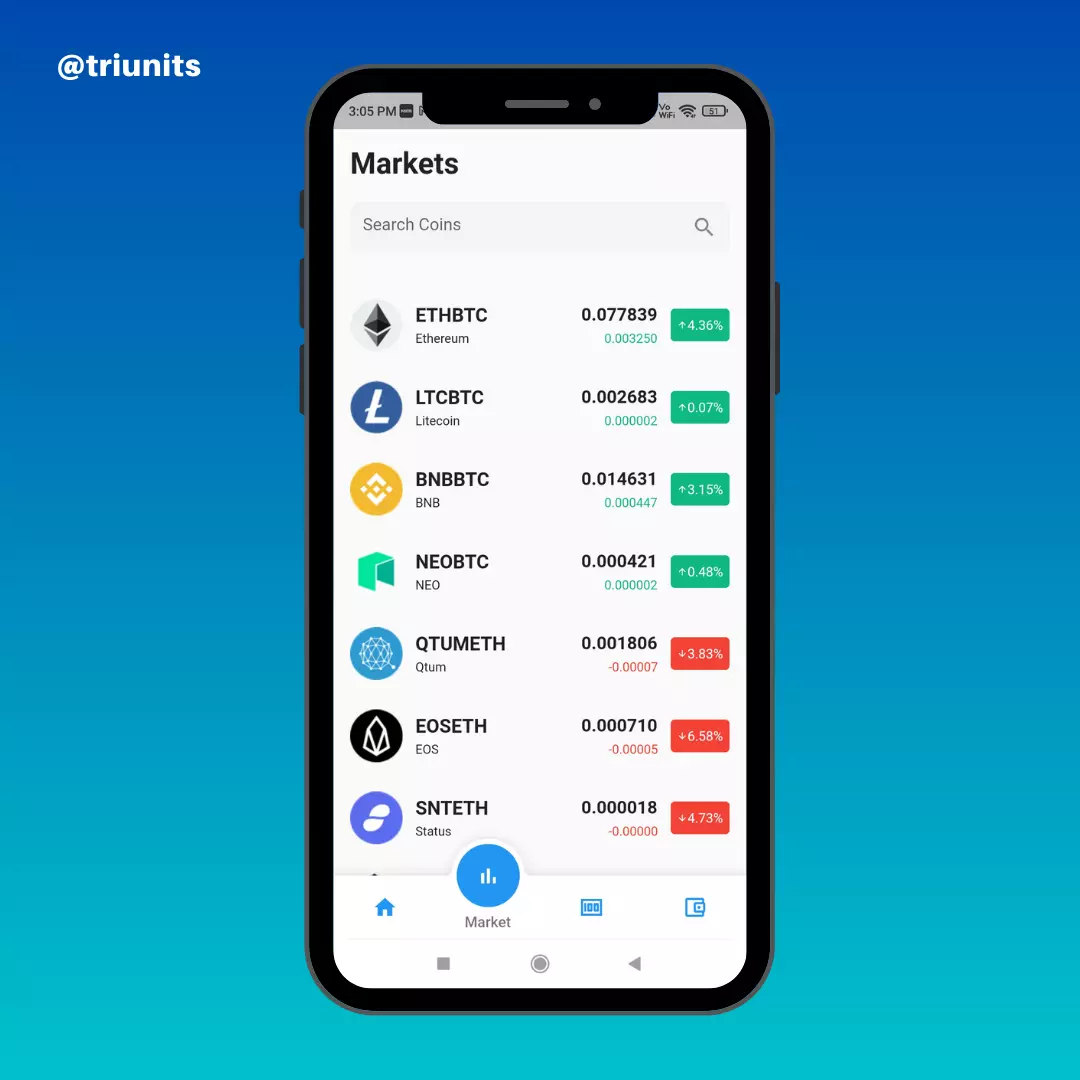 @triunits
3:05 PM
Vo
WiFi
51
Markets
Search Coins
ETHBTC 0.077839 ↑4.36%
Ethereum 0.003250
LTCBTC 0.002683 ↑0.07%
Litecoin 0.000002
BNBBTC 0.014631 ↑3.15%
BNB 0.000447
NEOBTC 0.000421 ↑0.48%
NEO 0.000002
QTUMETH 0.001806 ↓3.83%
Qtum -0.00007
EOSETH 0.000710 ↓6.58%
EOS -0.00005
SNTETH 0.000018 ↓4.73%
Status -0.00000
100
Market